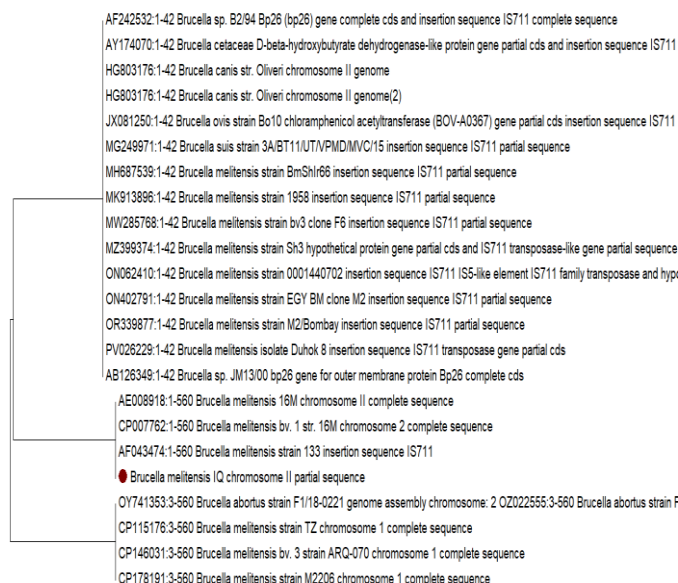 AF242532:1-42 Brucella sp. B2/94 Bp26 (bp26) gene complete cds and insertion sequence IS711 complete sequence
AY174070:1-42 Brucella cetaceae D-beta-hydroxybutyrate dehydrogenase-like protein gene partial cds and insertion sequence IS711
HG803176:1-42 Brucella canis str. Oliveri chromosome II genome
HG803176:1-42 Brucella canis str. Oliveri chromosome II genome(2)
JX081250:1-42 Brucella ovis strain Bo10 chloramphenicol acetyltransferase (BOV-A0367) gene partial cds insertion sequence IS711
MG249971:1-42 Brucella suis strain 3A/BT11/UT/VPMD/MVC/15 insertion sequence IS711 partial sequence
MH687539:1-42 Brucella melitensis strain BmShIr66 insertion sequence IS711 partial sequence
MK913896:1-42 Brucella melitensis strain 1958 insertion sequence IS711 partial sequence
MW285768:1-42 Brucella melitensis strain bv3 clone F6 insertion sequence IS711 partial sequence
MZ399374:1-42 Brucella melitensis strain Sh3 hypothetical protein gene partial cds and IS711 transposase-like gene partial sequence
ON062410:1-42 Brucella melitensis strain 0001440702 insertion sequence IS711 IS5-like element IS711 family transposase and hypo
ON402791:1-42 Brucella melitensis strain EGY BM clone M2 insertion sequence IS711 partial sequence
OR339877:1-42 Brucella melitensis strain M2/Bombay insertion sequence IS711 partial sequence
PV026229:1-42 Brucella melitensis isolate Duhok 8 insertion sequence IS711 transposase gene partial cds
AB126349:1-42 Brucella sp. JM13/00 bp26 gene for outer membrane protein Bp26 complete cds
AE008918:1-560 Brucella melitensis 16M chromosome II complete sequence
CP007762:1-560 Brucella melitensis bv. 1 str. 16M chromosome 2 complete sequence
AF043474:1-560 Brucella melitensis strain 133 insertion sequence IS711
Brucella melitensis IQ chromosome II partial sequence
OY741353:3-560 Brucella abortus strain F1/18-0221 genome assembly chromosome: 2 OZ022555:3-560 Brucella abortus strain F
CP115176:3-560 Brucella melitensis strain TZ chromosome 1 complete sequence
CP146031:3-560 Brucella melitensis bv. 3 strain ARQ-070 chromosome 1 complete sequence
CP178191:3-560 Brucella melitensis strain M2206 chromosome 1 complete sequence